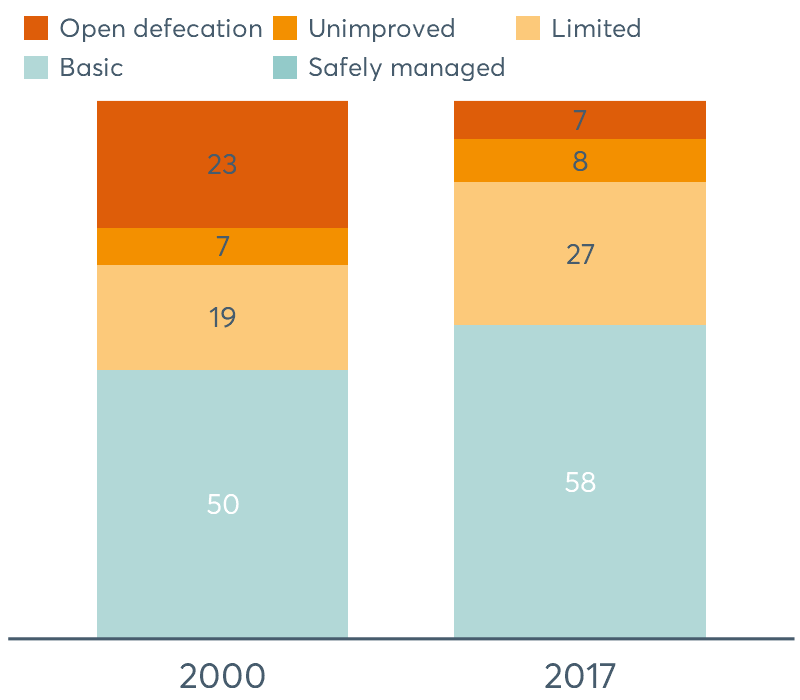 Open defecation Unimproved Limited
Basic Safely managed
23 7
7 8
19 27
50 58
2000 2017